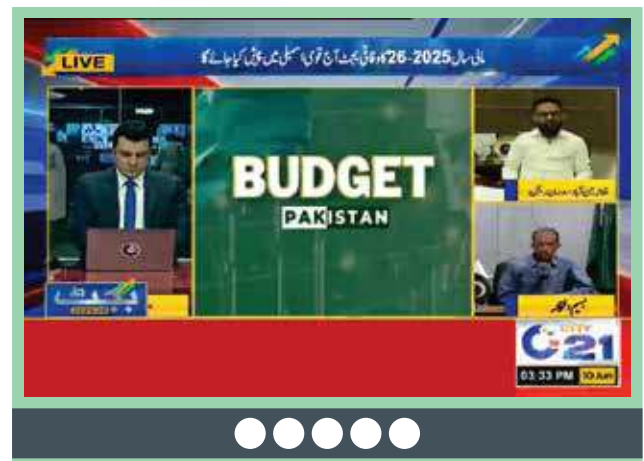 LIVE
مالی سال 2025-26 کا وفاقی بجٹ آج قومی اسمبلی میں پیش کیا جائے گا
BUDGET
PAKISTAN
بجٹ
CITY
21
03:33 PM 10 Jun